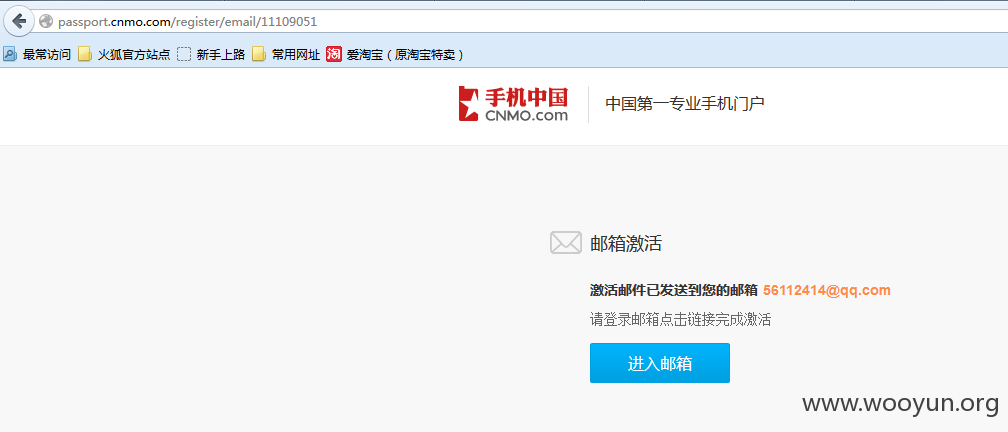 passport.cnmo.com/register/email/11109051
最常访问 火狐官方站点 新手上路 常用网址 淘 爱淘宝（原淘宝特卖）
手机中国
CNMO.com
中国第一专业手机门户
邮箱激活
激活邮件已发送到您的邮箱 56112414@qq.com
请登录邮箱点击链接完成激活
进入邮箱
www.wooyun.org